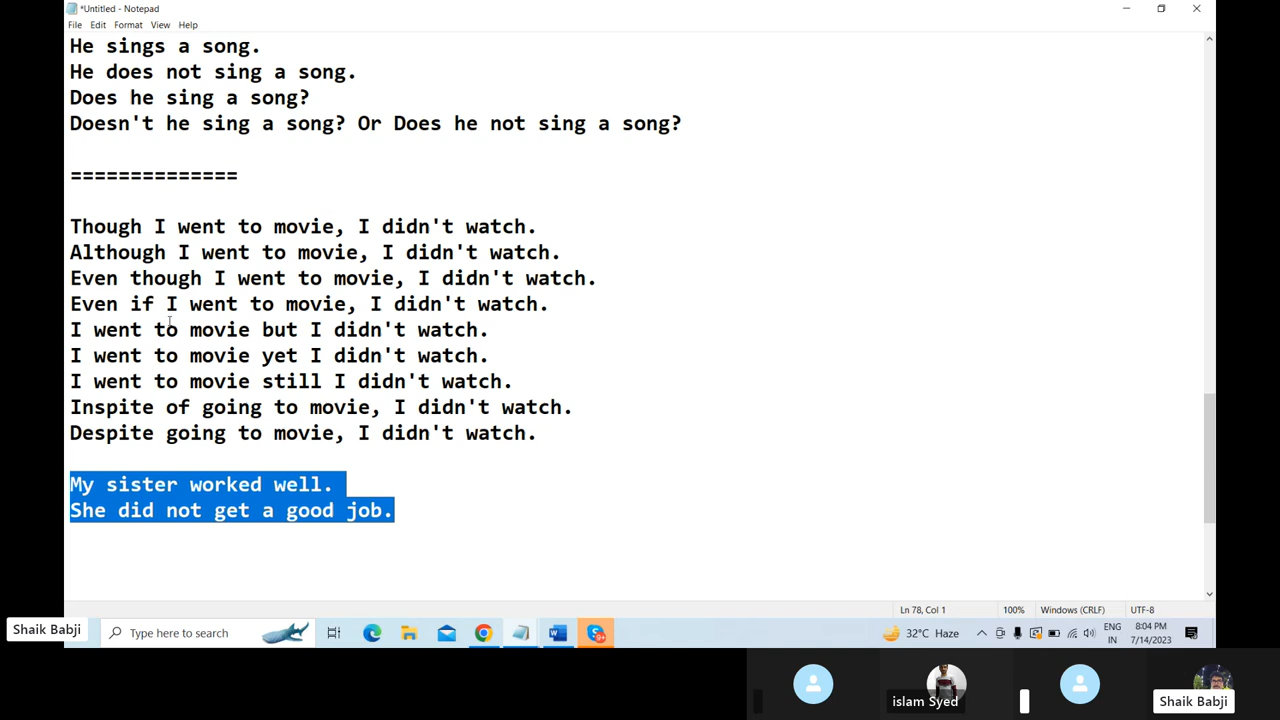 *Untitled - Notepad
File Edit Format View Help
He sings a song.
He does not sing a song.
Does he sing a song?
Doesn't he sing a song? Or Does he not sing a song?
==============
Though I went to movie, I didn't watch.
Although I went to movie, I didn't watch.
Even though I went to movie, I didn't watch.
Even if I went to movie, I didn't watch.
I went to movie but I didn't watch.
I went to movie yet I didn't watch.
I went to movie still I didn't watch.
Inspite of going to movie, I didn't watch.
Despite going to movie, I didn't watch.
My sister worked well.
She did not get a good job.
Ln 78, Col 1 100% Windows (CRLF) UTF-8
Shaik Babji
Type here to search
32°C Haze
ENG
IN
8:04 PM
7/14/2023
islam Syed
Shaik Babji